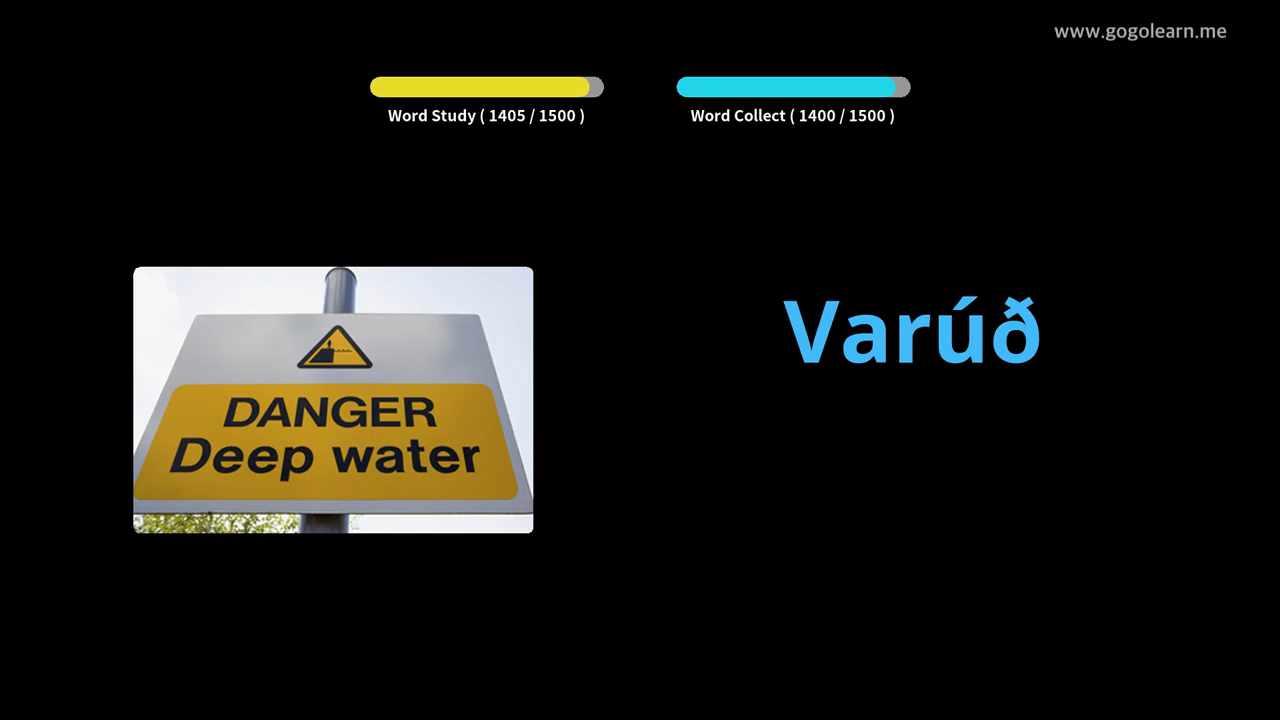 www.gogolearn.me
Word Study ( 1405 / 1500 )
Word Collect ( 1400 / 1500 )
DANGER
Deep water
Varúð